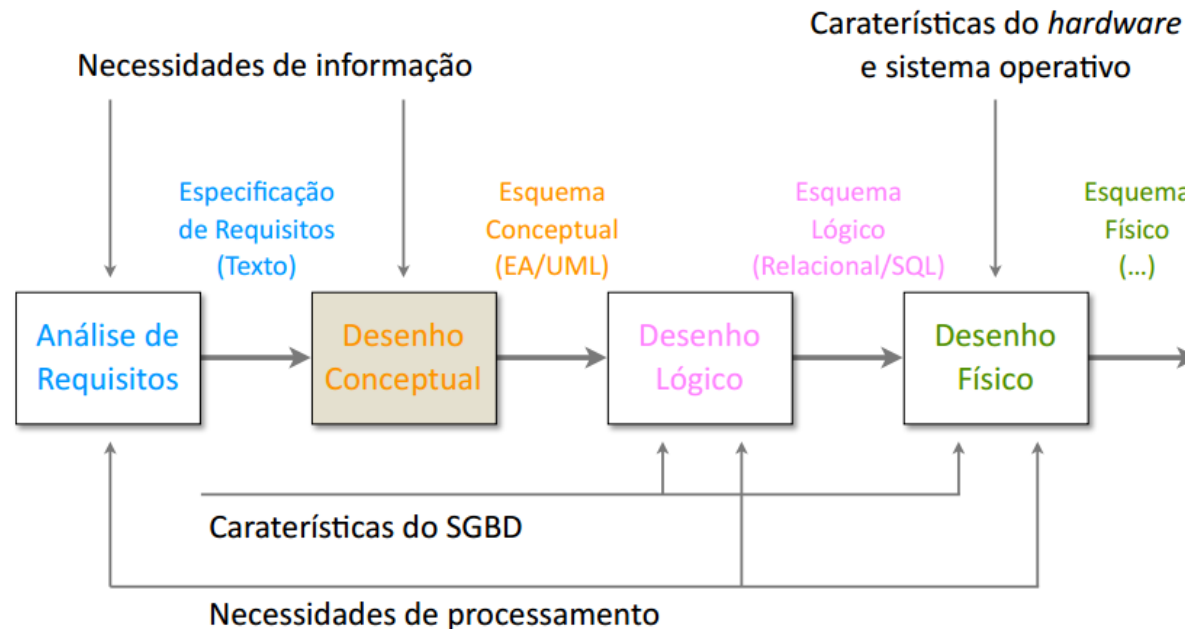 Necessidades de informação
Caraterísticas do hardware
e sistema operativo
Especificação
de Requisitos
(Texto)
Esquema
Conceptual
(EA/UML)
Esquema
Lógico
(Relacional/SQL)
Esquema
Físico
(...)
Análise de
Requisitos
Desenho
Conceptual
Desenho
Lógico
Desenho
Físico
Caraterísticas do SGBD
Necessidades de processamento